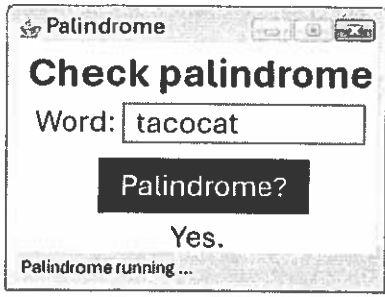 Palindrome
Check palindrome
Word: tacocat
Palindrome?
Yes.
Palindrome running ...